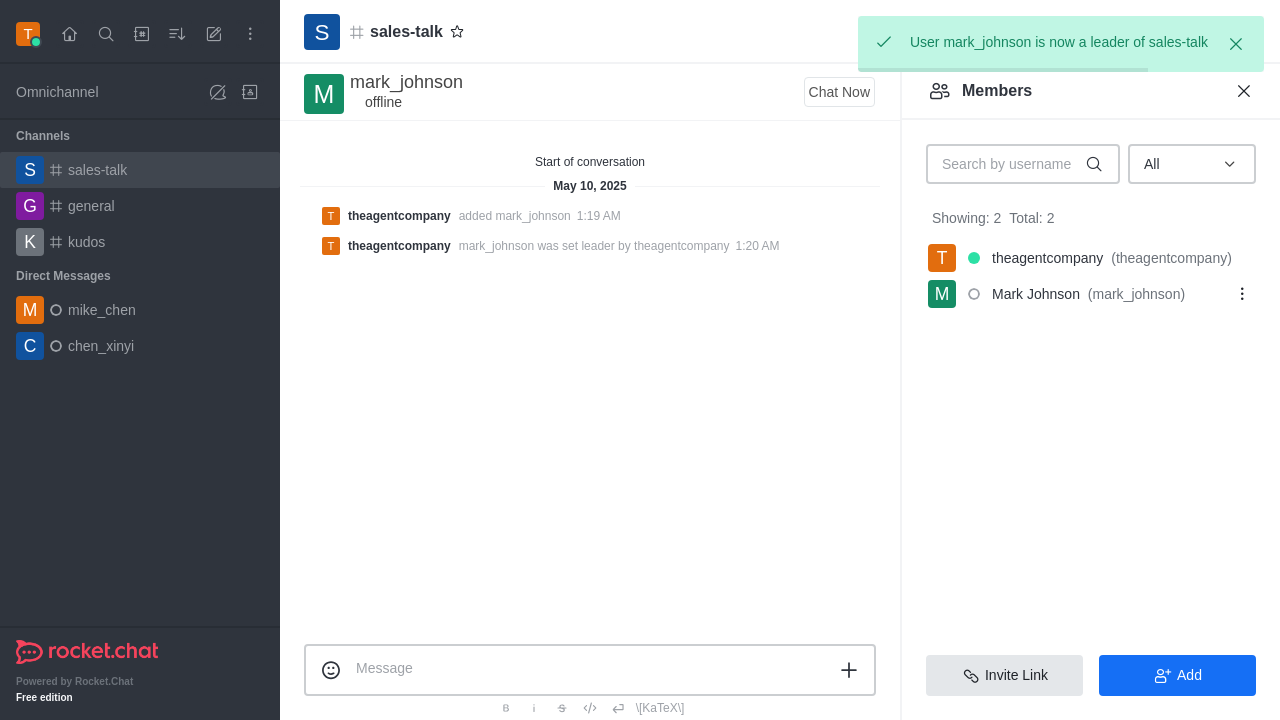 T
Omnichannel
Channels
S sales-talk
G general
K kudos
Direct Messages
M mike_chen
C chen_xinyi
rocket.chat
Powered by Rocket.Chat
Free edition
S sales-talk
User mark_johnson is now a leader of sales-talk
M mark_johnson
offline
Chat Now
Start of conversation
May 10, 2025
T theagentcompany added mark_johnson 1:19 AM
T theagentcompany mark_johnson was set leader by theagentcompany 1:20 AM
Message
B i S \[KaTeX\]
Members
Search by username
All
Showing: 2 Total: 2
T theagentcompany (theagentcompany)
M Mark Johnson (mark_johnson)
Invite Link
Add